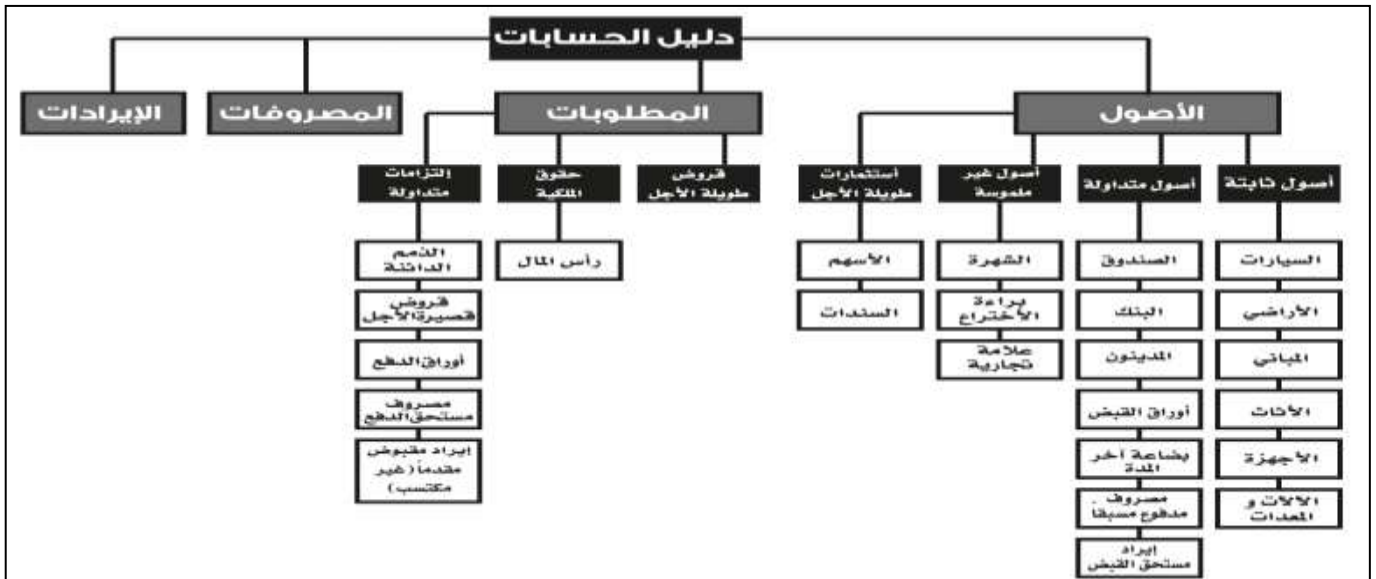 دليل الحسابات
الأصول
المطلوبات
المصروفات
الإيرادات
أصول ثابتة
أصول متداولة
أصول غير
ملموسة
أستثمارات
طويلة الأجل
قروض
طويلة الأجل
حقوق
الملكية
إلتزامات
متداولة
السيارات
الأراضي
المباني
الأثاث
الأجهزة
الآلات و
المعدات
الصندوق
البنك
المدينون
أوراق القبض
بضاعة آخر
المدة
مصروف
مدفوع مسبقاً
إيراد
مستحق القبض
الشهرة
براءة
الأختراع
علامة
تجارية
الأسهم
السندات
رأس المال
الذمم
الدائنة
قروض
قصيرة الأجل
أوراق الدفع
مصروف
مستحق الدفع
إيراد مقبوض
مقدماً (غير
مكتسب)